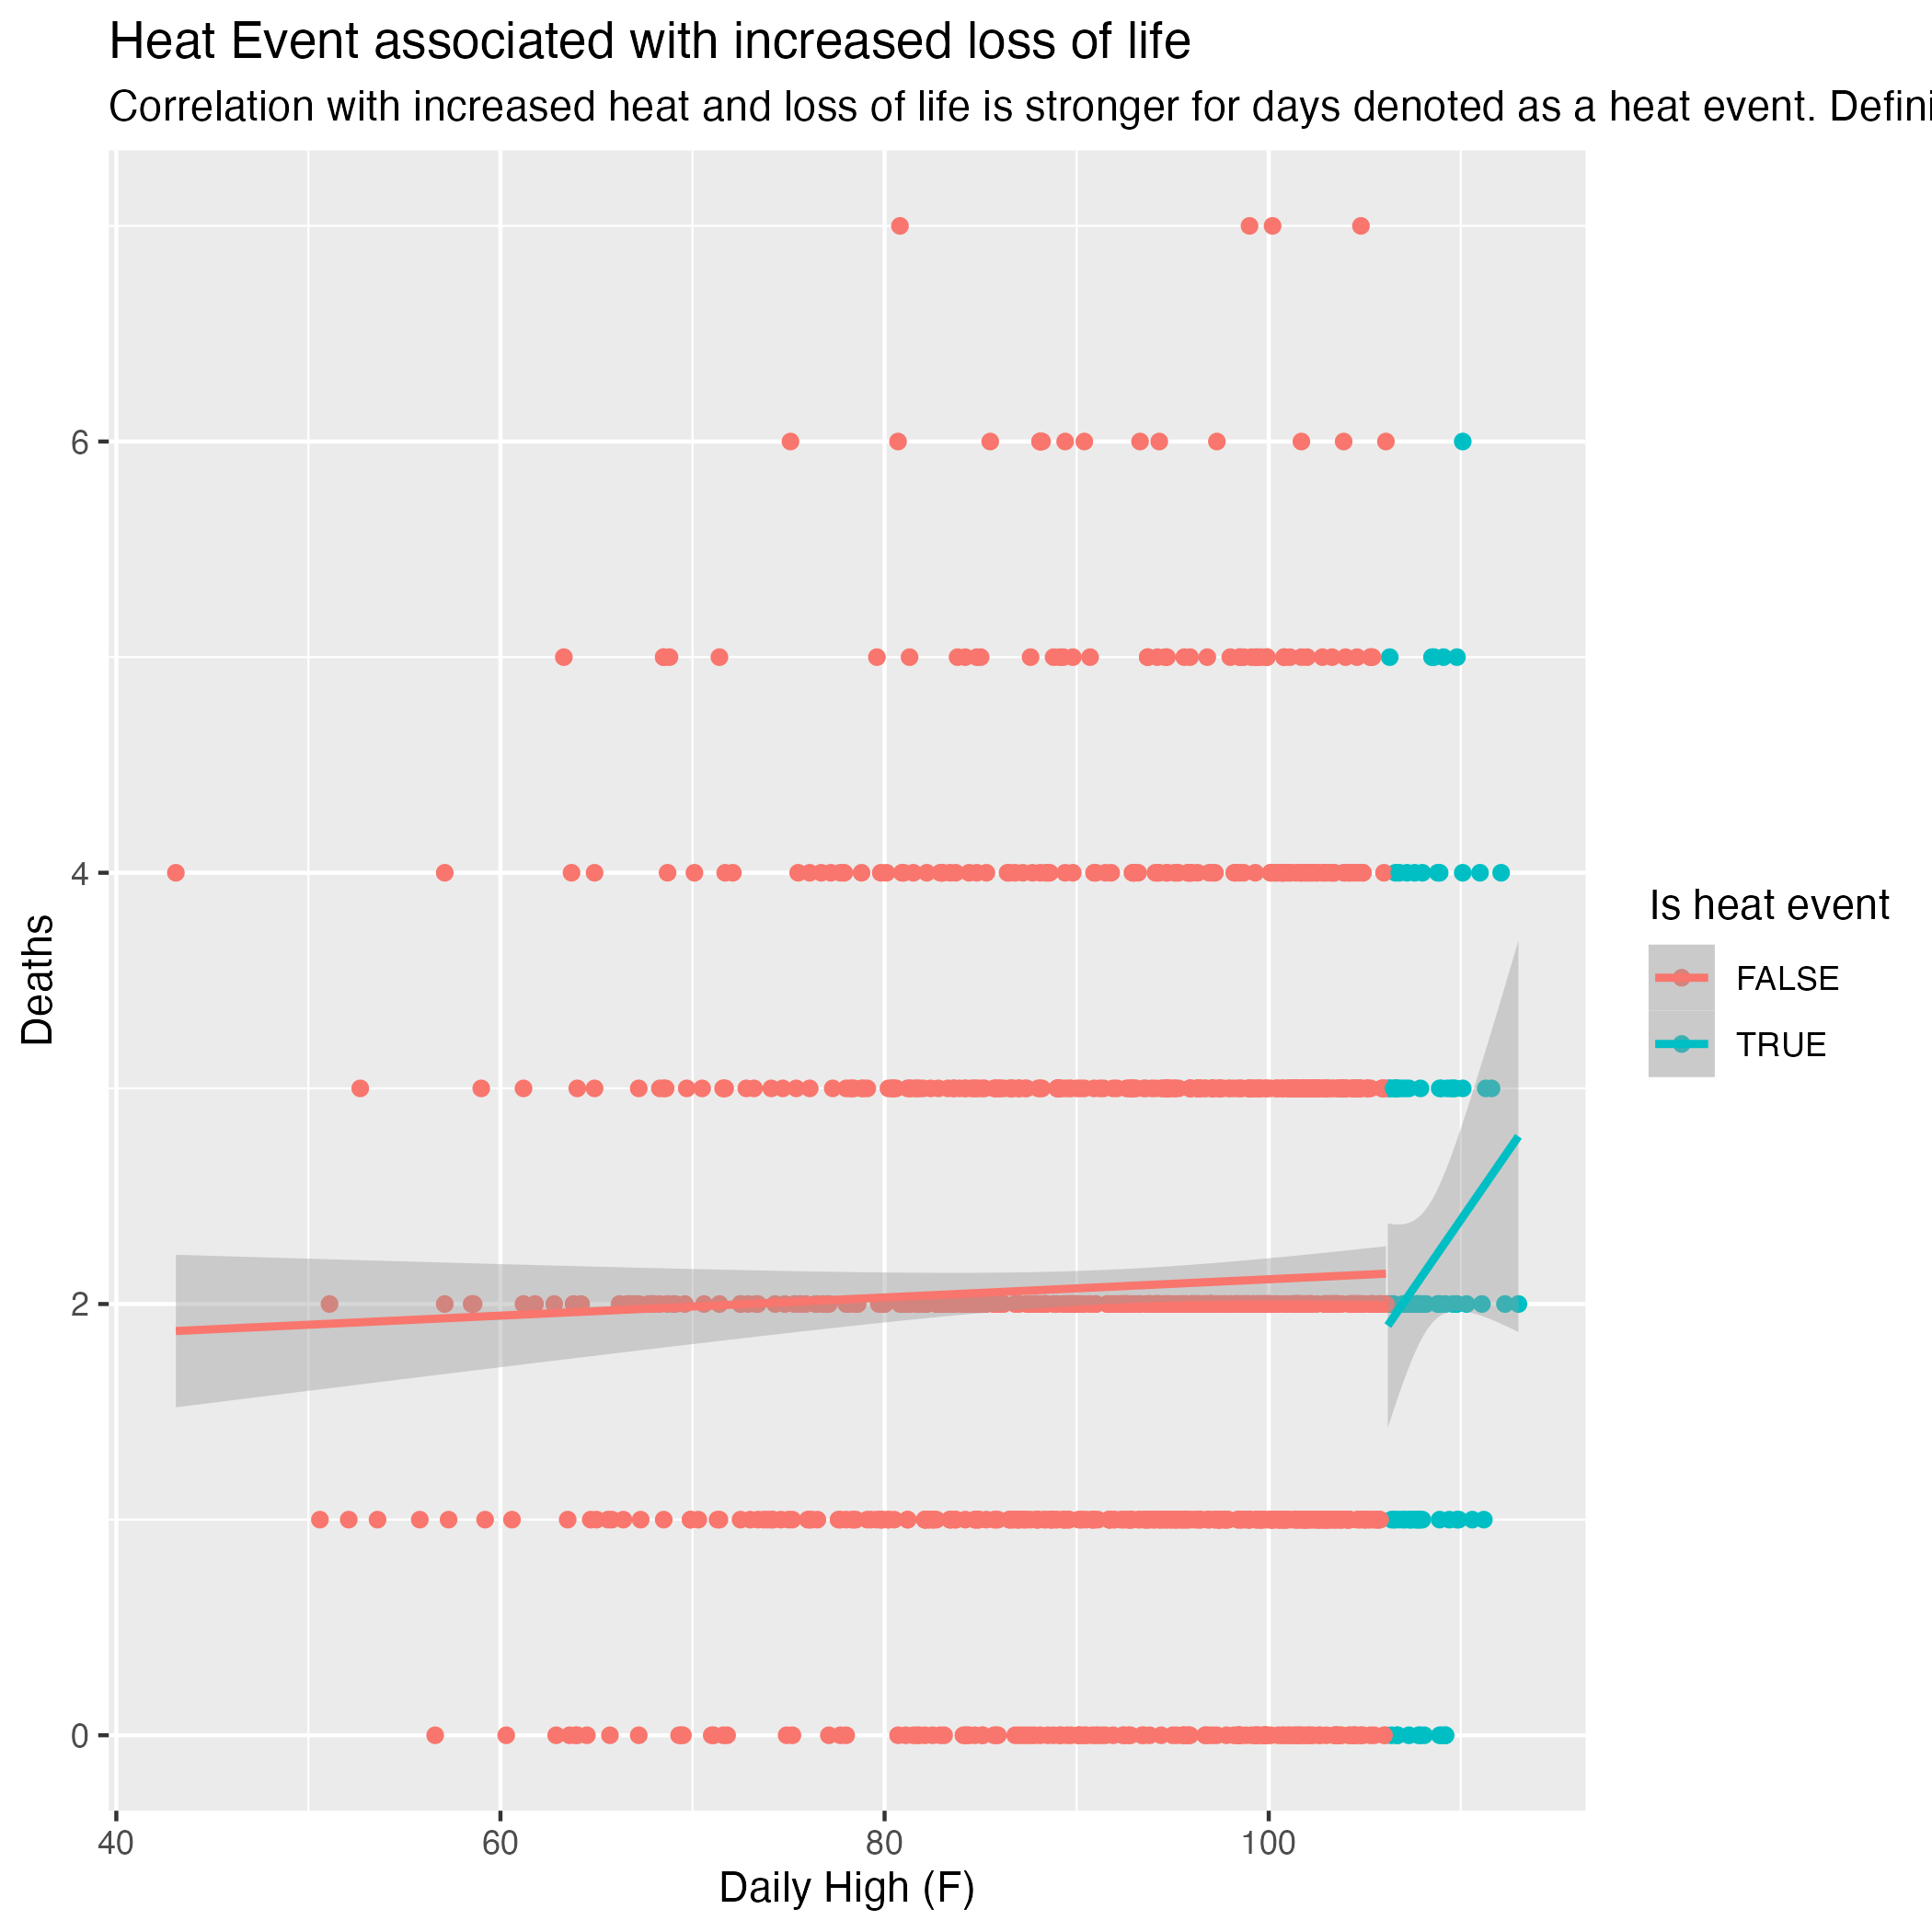 Heat Event associated with increased loss of life
Correlation with increased heat and loss of life is stronger for days denoted as a heat event.
6
4
2
0
Deaths
40 60 80 100
Daily High (F)
Is heat event
FALSE
TRUE